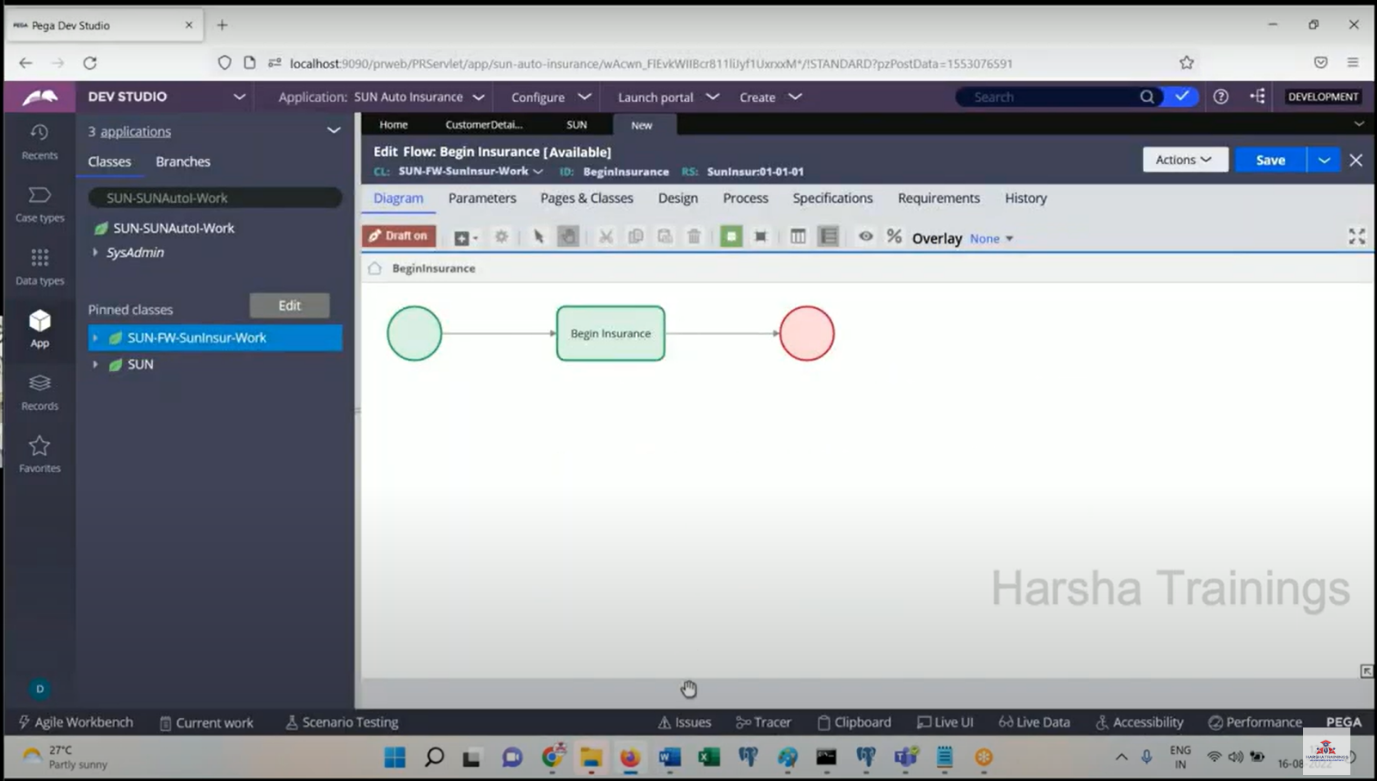 PEGA Pega Dev Studio
localhost:9090/prweb/PRServlet/app/sun-auto-insurance/
DEV STUDIO
Application: SUN Auto Insurance
Configure
Launch portal
Create
Search
DEVELOPMENT
Recents
Case types
Data types
App
Records
Favorites
D
3 applications
Classes Branches
SUN-SUNAutoI-Work
SUN-SUNAutoI-Work
SysAdmin
Pinned classes
Edit
SUN-FW-SunInsur-Work
SUN
Home CustomerDetai... SUN New
Edit Flow: Begin Insurance [Available]
CL: SUN-FW-SunInsur-Work ID: BeginInsurance RS: SunInsur:01-01-01
Actions Save
Diagram Parameters Pages & Classes Design Process Specifications Requirements History
Draft on
Overlay None
BeginInsurance
Begin Insurance
Harsha Trainings
Agile Workbench Current work Scenario Testing
Issues Tracer Clipboard Live UI Live Data Accessibility Performance PEGA
27°C
Partly sunny
ENG
IN